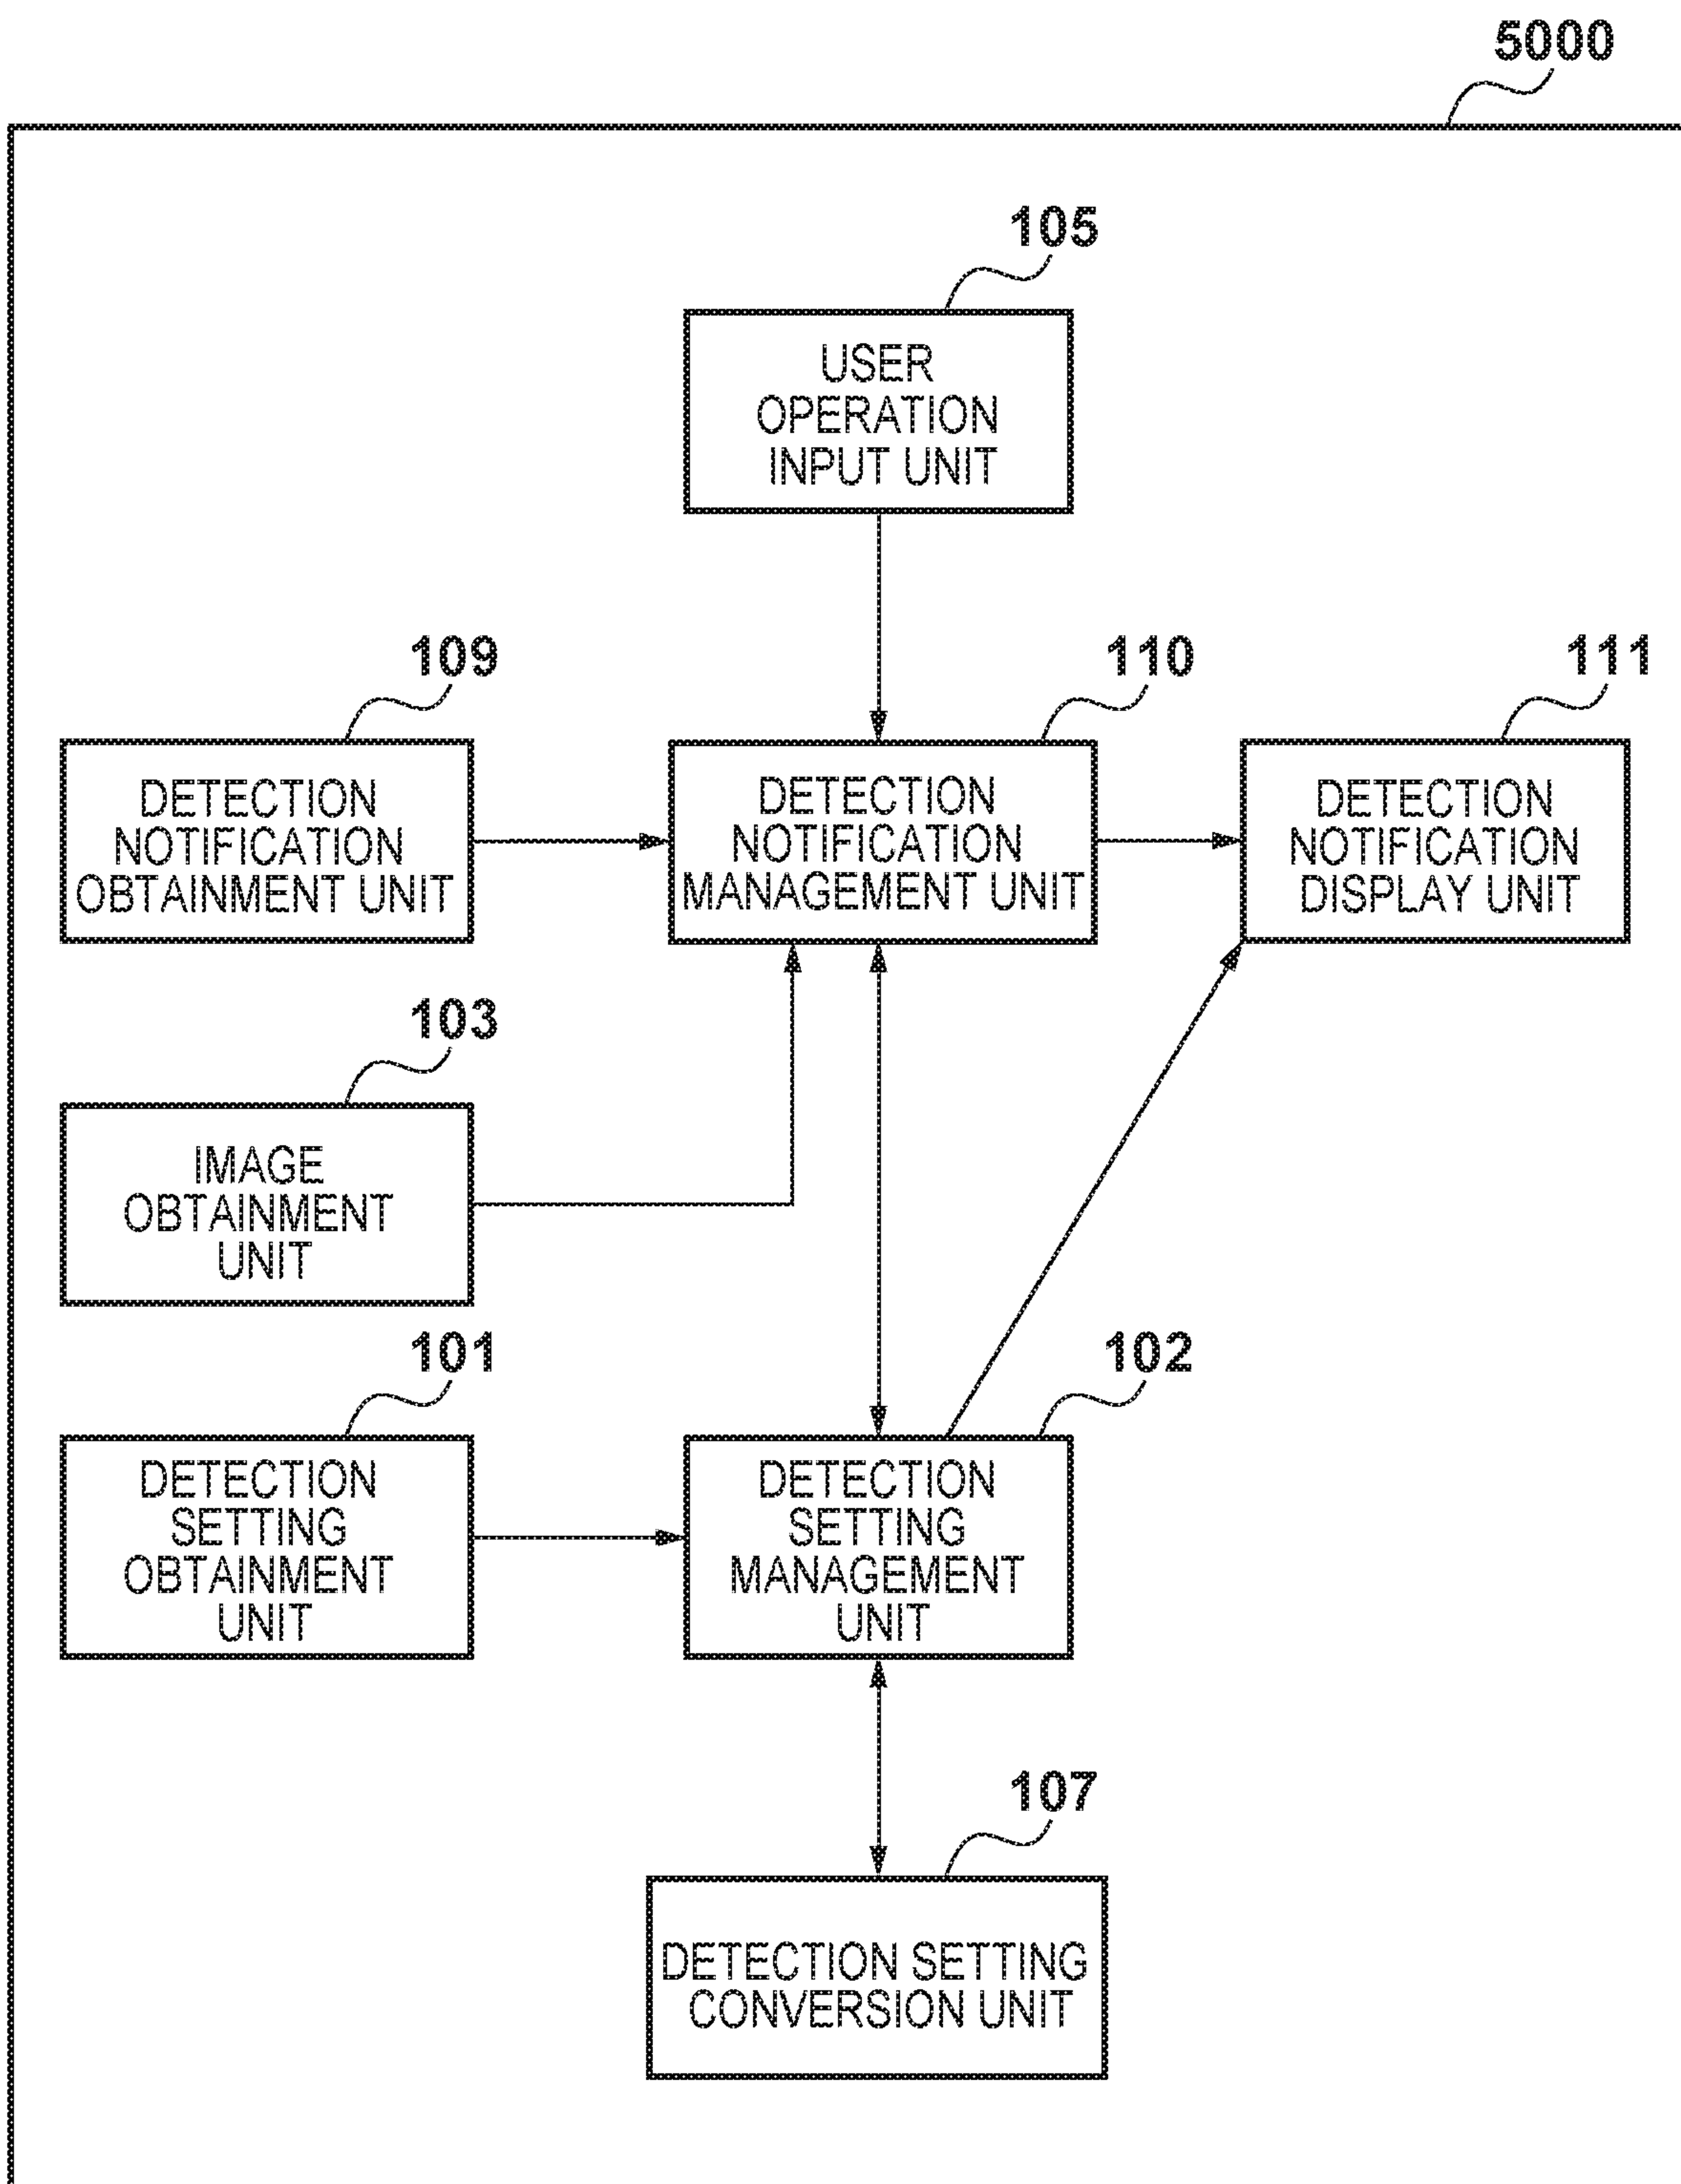 5000
105
USER
OPERATION
INPUT UNIT
109
DETECTION
NOTIFICATION
OBTAINMENT UNIT
110
DETECTION
NOTIFICATION
MANAGEMENT UNIT
111
DETECTION
NOTIFICATION
DISPLAY UNIT
103
IMAGE
OBTAINMENT
UNIT
101
DETECTION
SETTING
OBTAINMENT
UNIT
102
DETECTION
SETTING
MANAGEMENT
UNIT
107
DETECTION SETTING
CONVERSION UNIT